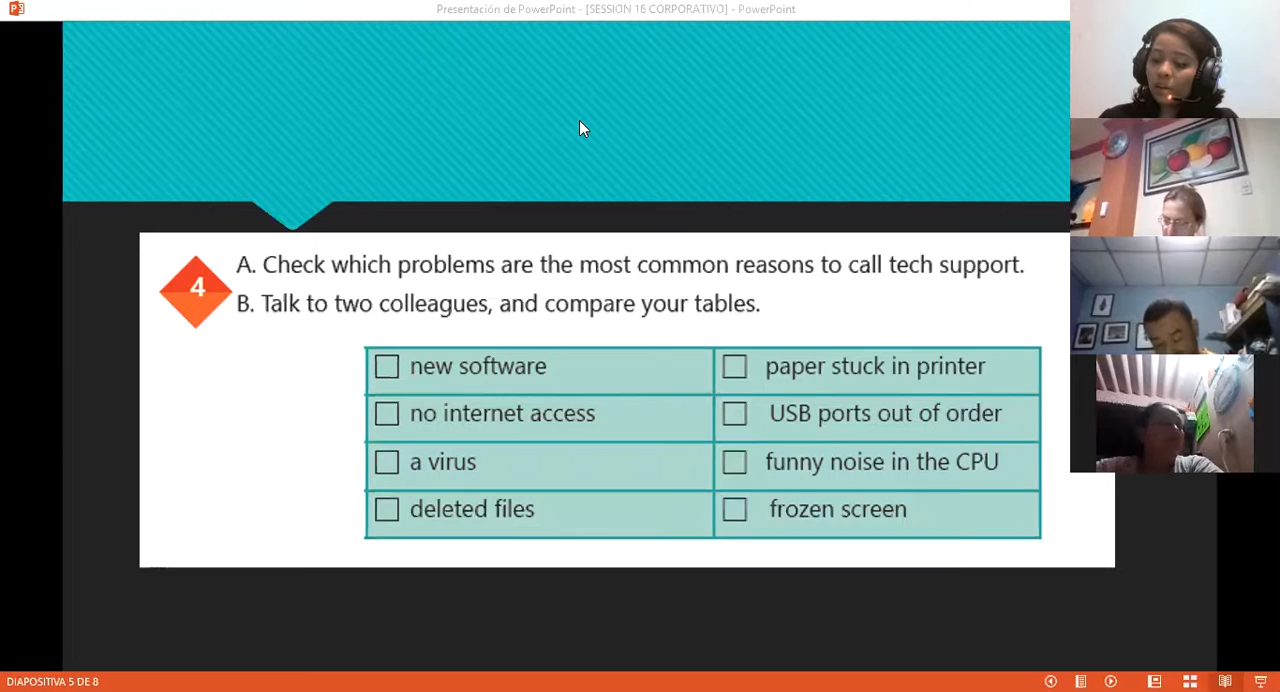 Presentación de PowerPoint - [SESSION 16 CORPORATIVO] - PowerPoint
4
A. Check which problems are the most common reasons to call tech support.
B. Talk to two colleagues, and compare your tables.
new software
paper stuck in printer
no internet access
USB ports out of order
a virus
funny noise in the CPU
deleted files
frozen screen
DIAPOSITIVA 5 DE 8